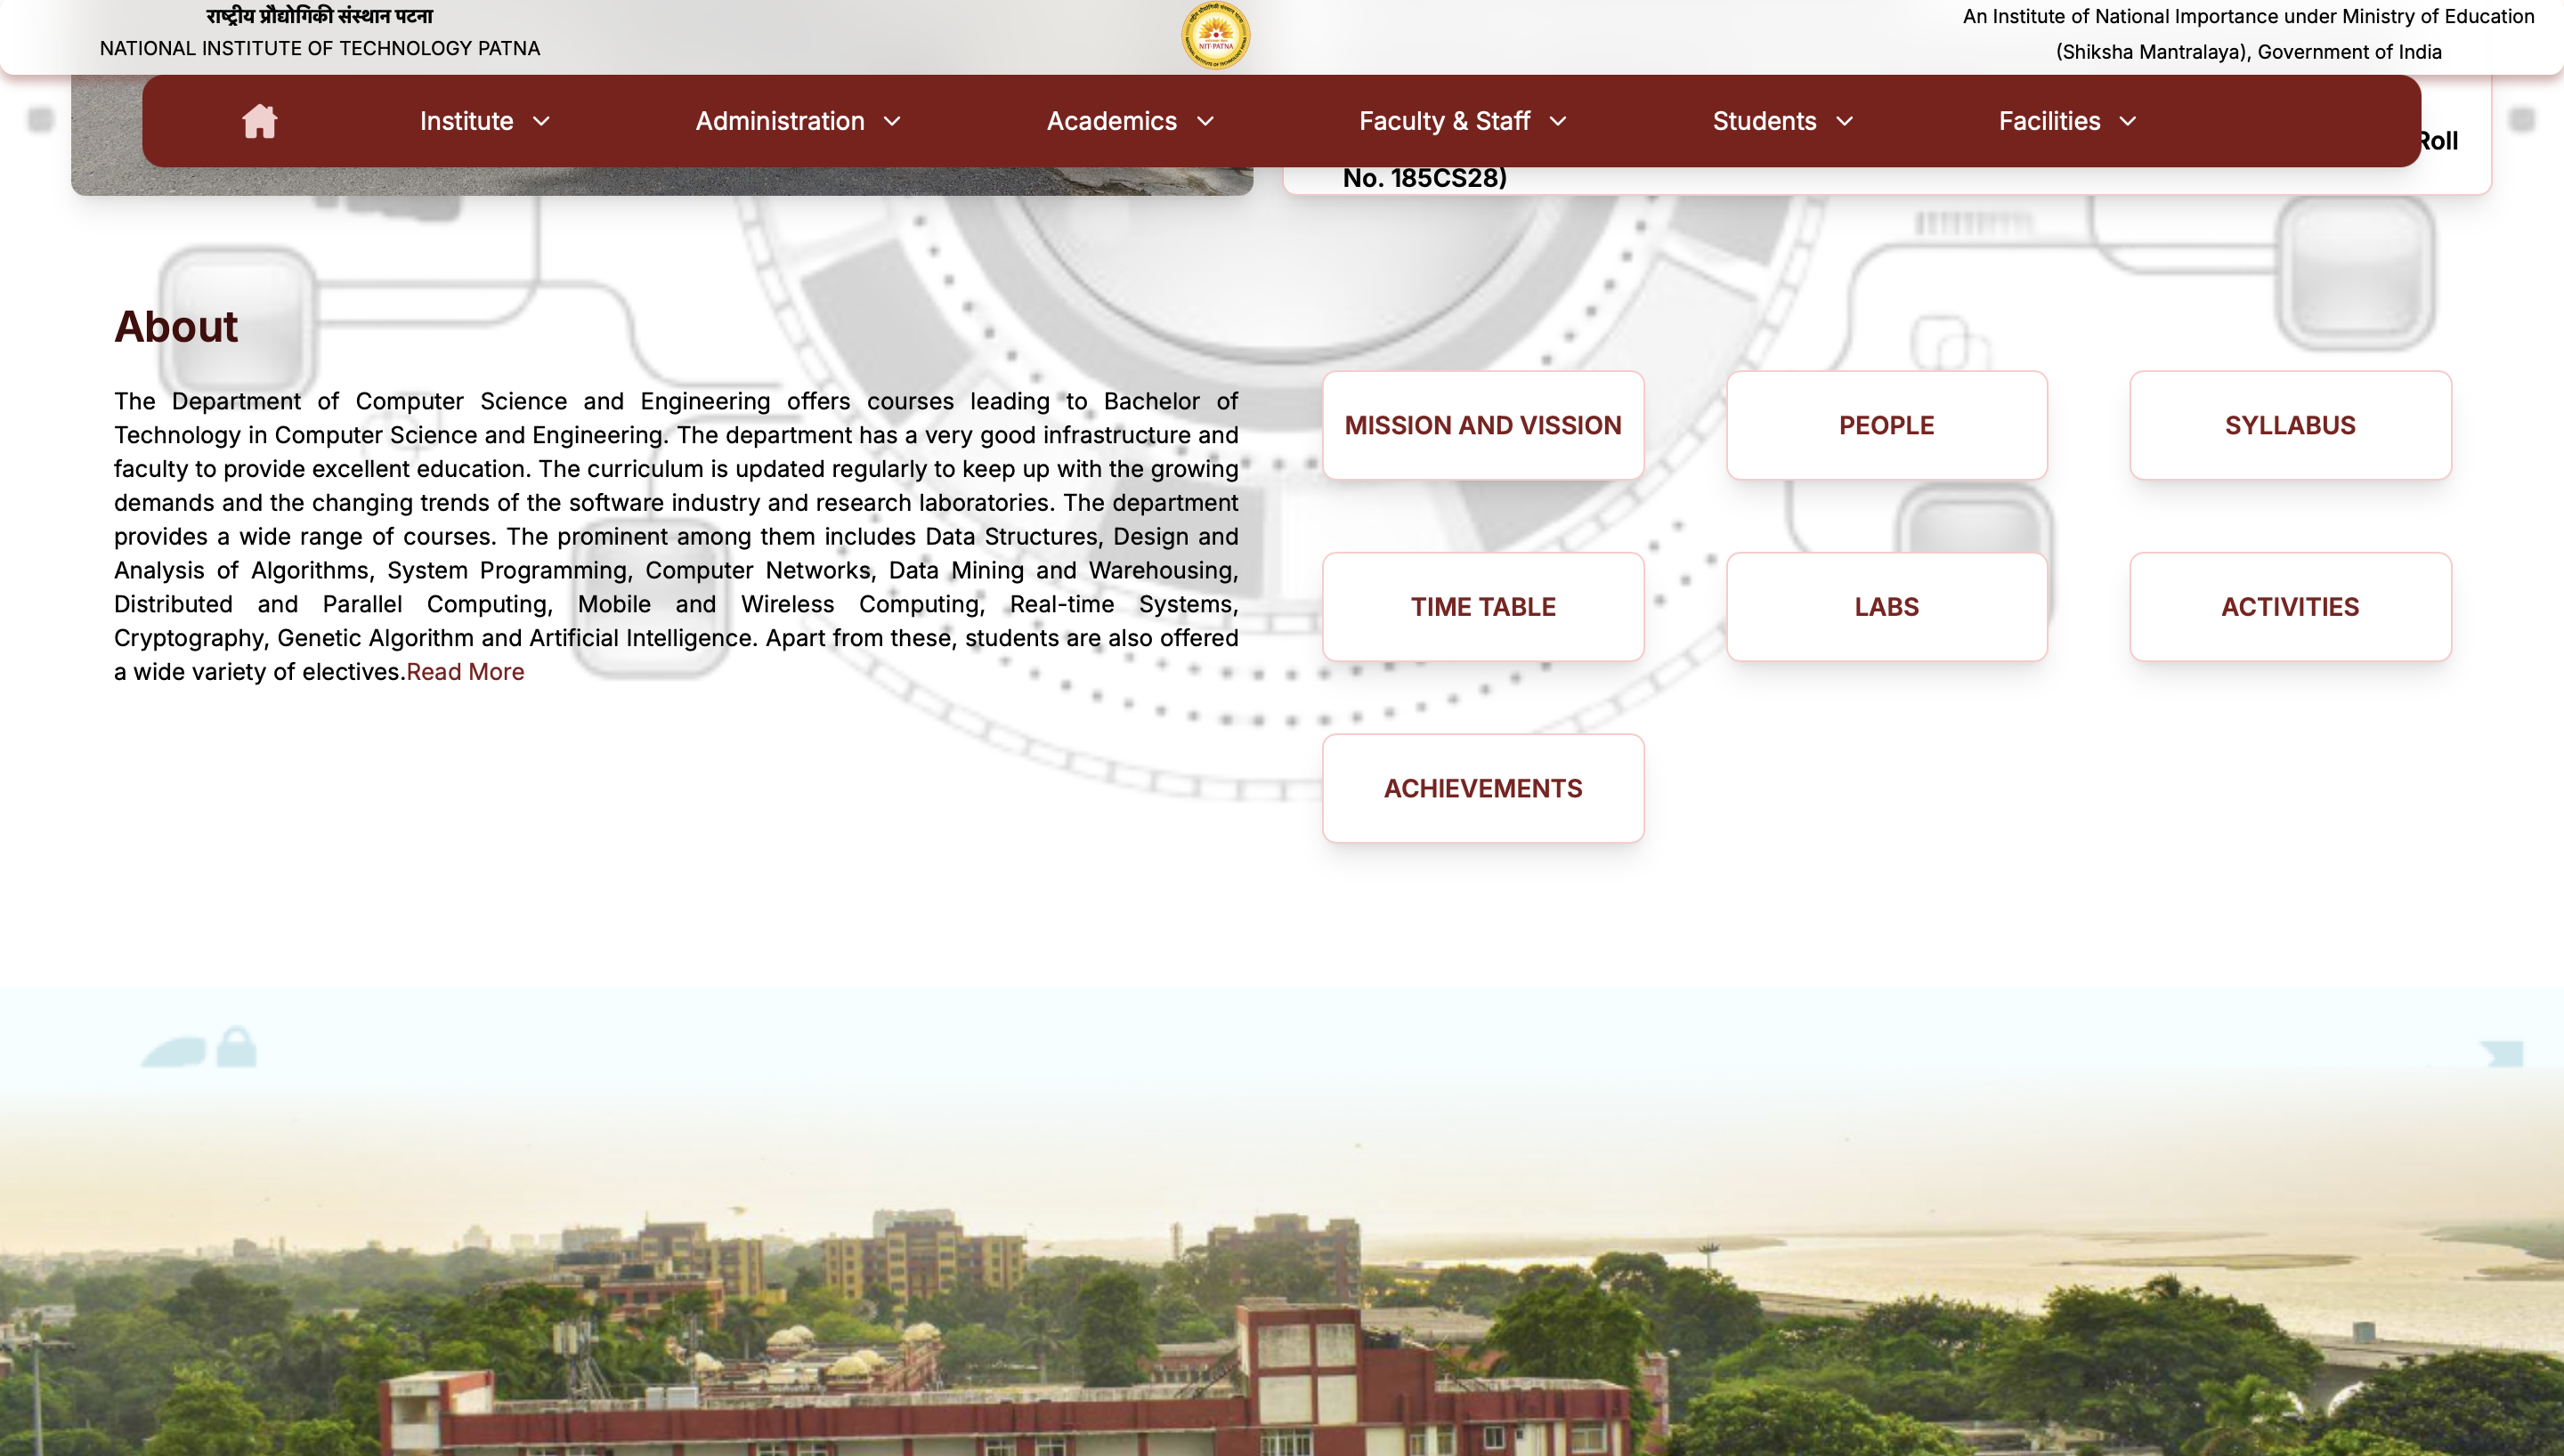 राष्ट्रीय प्रौद्योगिकी संस्थान पटना
NATIONAL INSTITUTE OF TECHNOLOGY PATNA
NIT-PATNA
An Institute of National Importance under Ministry of Education
(Shiksha Mantralaya), Government of India
Institute
Administration
Academics
Faculty & Staff
Students
Facilities
Roll
No. 185CS28)
About
The Department of Computer Science and Engineering offers courses leading to Bachelor of
Technology in Computer Science and Engineering. The department has a very good infrastructure and
faculty to provide excellent education. The curriculum is updated regularly to keep up with the growing
demands and the changing trends of the software industry and research laboratories. The department
provides a wide range of courses. The prominent among them includes Data Structures, Design and
Analysis of Algorithms, System Programming, Computer Networks, Data Mining and Warehousing,
Distributed and Parallel Computing, Mobile and Wireless Computing, Real-time Systems,
Cryptography, Genetic Algorithm and Artificial Intelligence. Apart from these, students are also offered
a wide variety of electives.Read More
MISSION AND VISSION
PEOPLE
SYLLABUS
TIME TABLE
LABS
ACTIVITIES
ACHIEVEMENTS